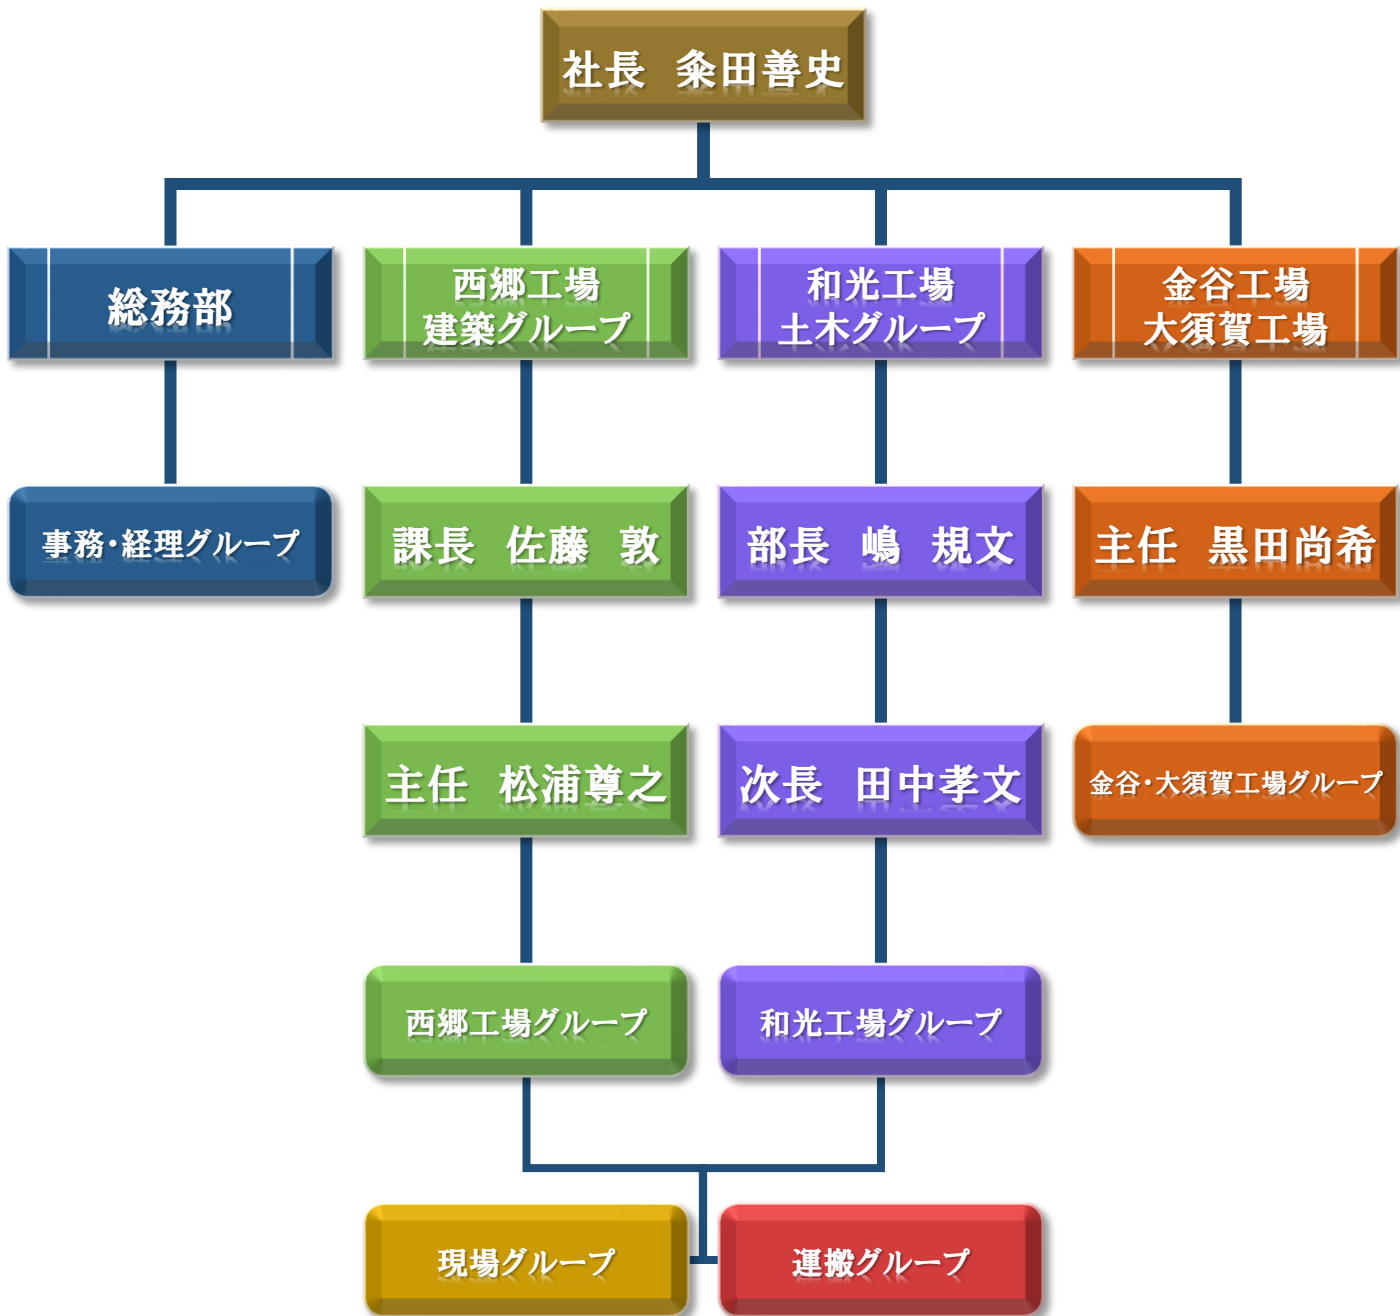 社長　粂田善史
総務部
西郷工場
建築グループ
和光工場
土木グループ
金谷工場
大須賀工場
事務・経理グループ
課長　佐藤　敦
部長　嶋　規文
主任　黒田尚希
主任　松浦尊之
次長　田中孝文
金谷・大須賀工場グループ
西郷工場グループ
和光工場グループ
現場グループ
運搬グループ